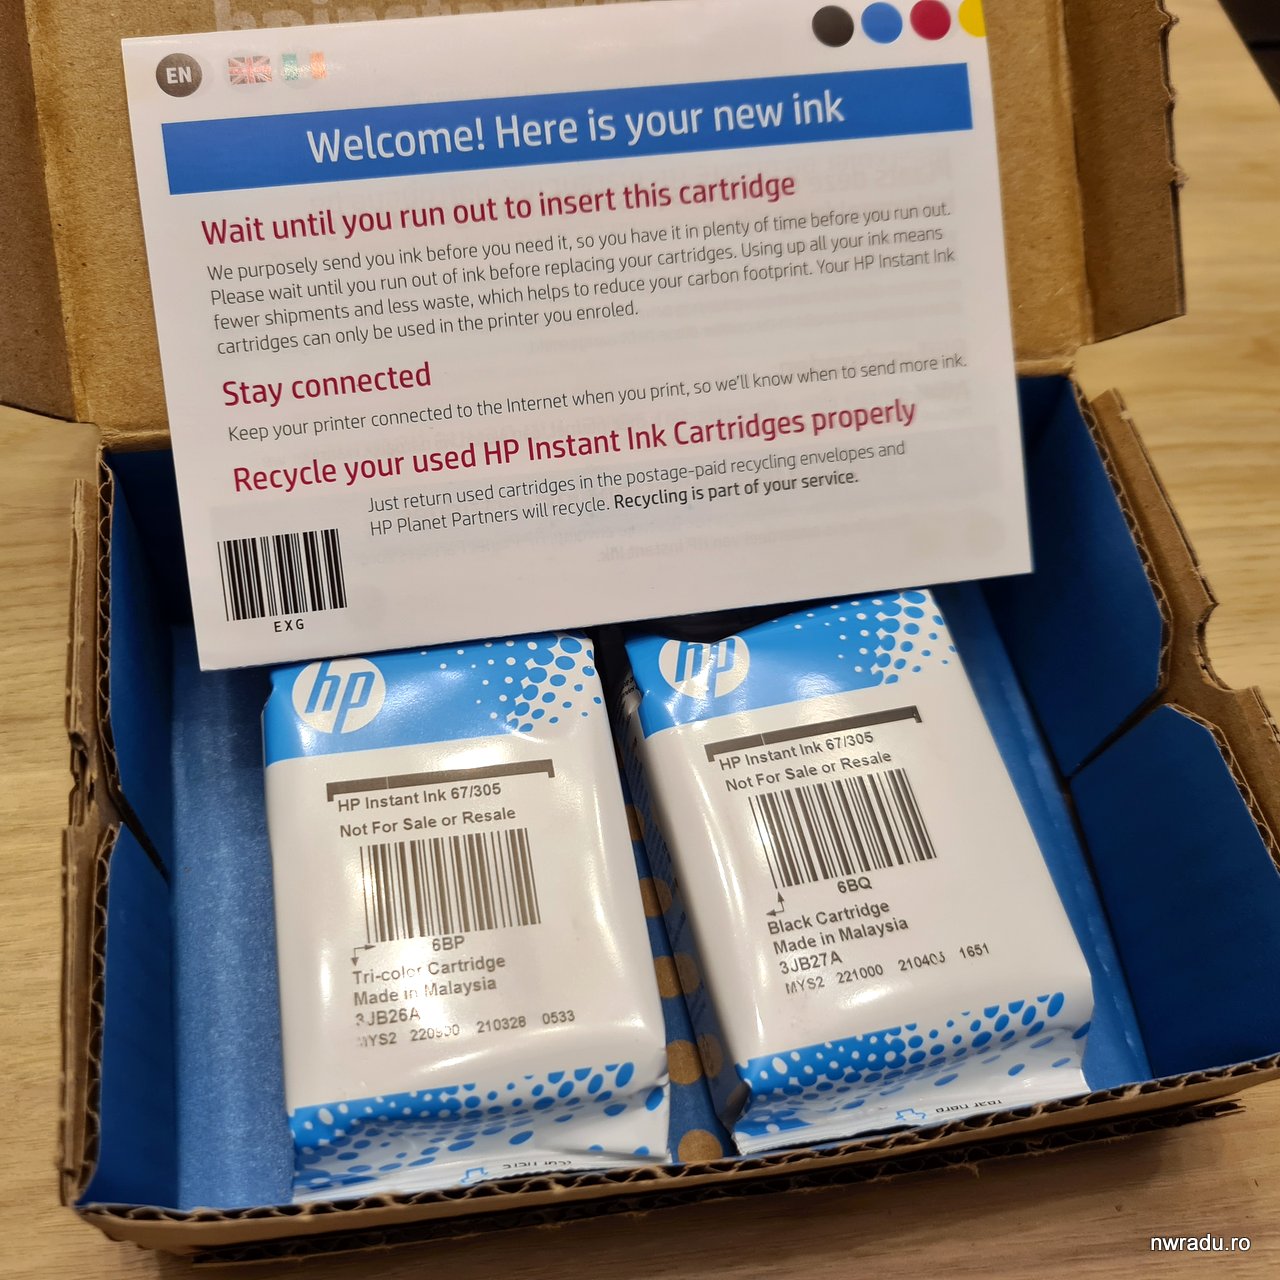 hpinstant
EN
Welcome! Here is your new ink
Wait until you run out to insert this cartridge
We purposely send you ink before you need it, so you have it in plenty of time before you run out.
Please wait until you run out of ink before replacing your cartridges. Using up all your ink means
fewer shipments and less waste, which helps to reduce your carbon footprint. Your HP Instant Ink
cartridges can only be used in the printer you enroled.
Stay connected
Keep your printer connected to the Internet when you print, so we'll know when to send more ink.
Recycle your used HP Instant Ink Cartridges properly
Just return used cartridges in the postage-paid recycling envelopes and
HP Planet Partners will recycle. Recycling is part of your service.
EXG
hp
HP Instant Ink 67/305
Not For Sale or Resale
6BP
Tri-color Cartridge
Made in Malaysia
3JB26A
MYS2 210328 0533
hp
HP Instant Ink 67/305
Not For Sale or Resale
6BQ
Black Cartridge
Made in Malaysia
3JB27A
MYS2 221000 210403 1651
tear here
tear here
nwradu.ro